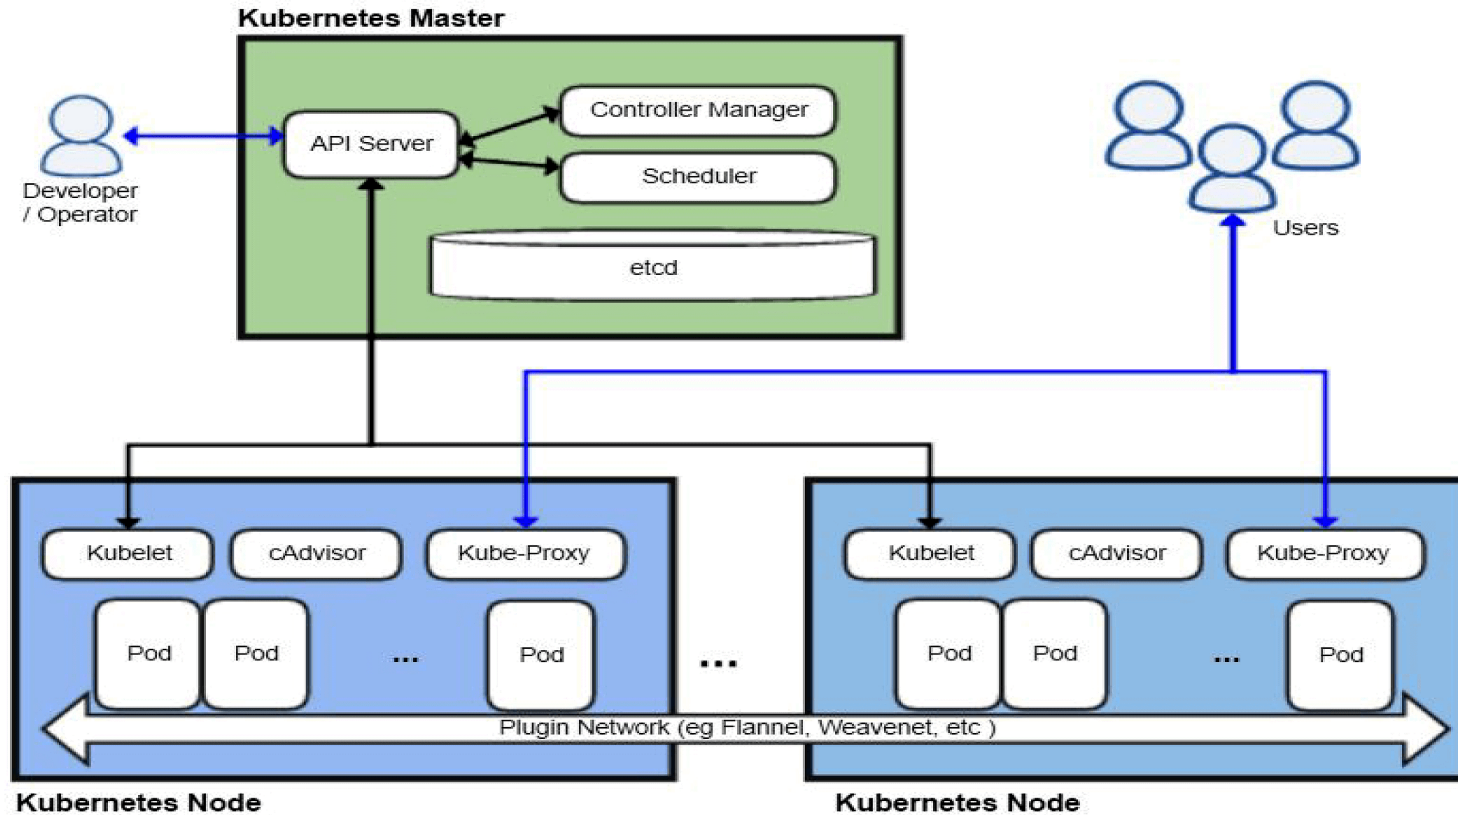 Kubernetes Master
Controller Manager
API Server
Scheduler
etcd
Developer
/ Operator
Users
Kubelet
cAdvisor
Kube-Proxy
Pod
Pod
...
Pod
...
Kubelet
cAdvisor
Kube-Proxy
Pod
Pod
...
Pod
Plugin Network (eg Flannel, Weavenet, etc )
Kubernetes Node
Kubernetes Node